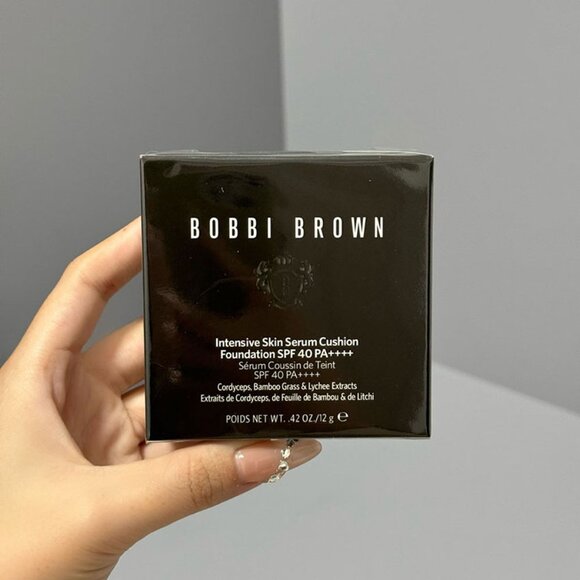 BOBBI BROWN
Intensive Skin Serum Cushion
Foundation SPF 40 PA++++
Sérum Coussin de Teint
SPF 40 PA++++
Cordyceps, Bamboo Grass & Lychee Extracts
Extraits de Cordyceps, de Feuille de Bambou & de Litchi
POIDS NET WT. .42 OZ./12 g ℮